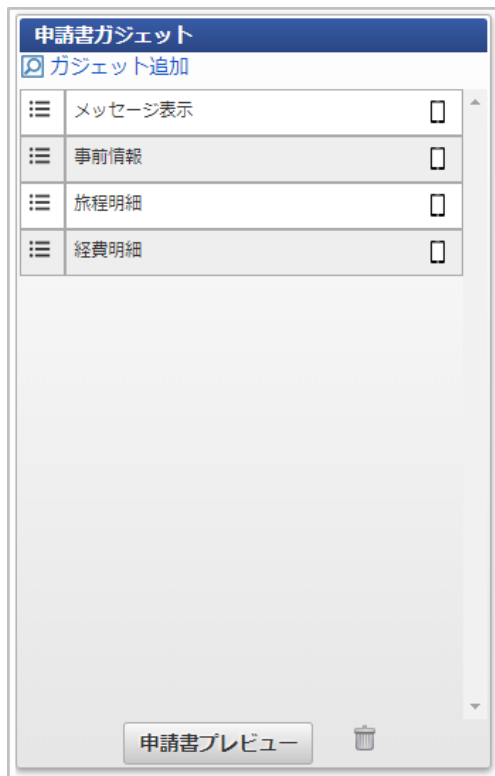 申請書ガジェット
ガジェット追加
メッセージ表示
事前情報
旅程明細
経費明細
申請書プレビュー